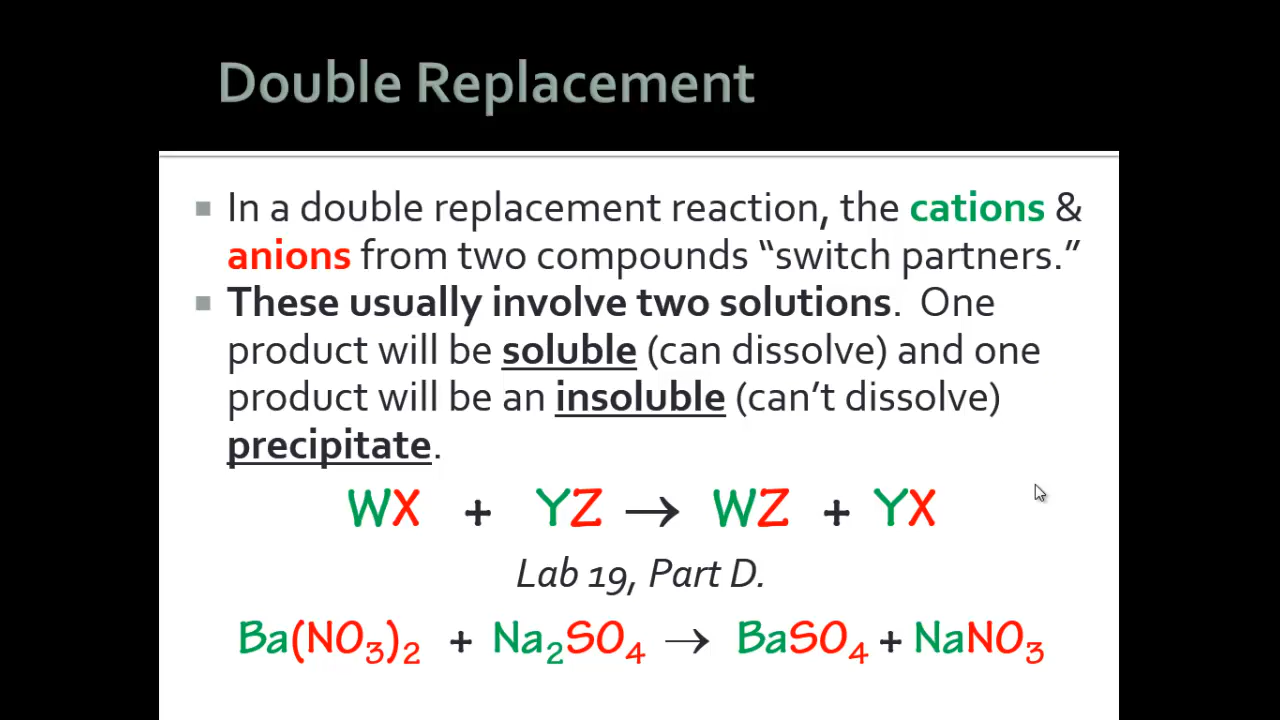 Double Replacement
In a double replacement reaction, the cations &
anions from two compounds “switch partners.”
These usually involve two solutions. One
product will be soluble (can dissolve) and one
product will be an insoluble (can’t dissolve)
precipitate.
WX + YZ → WZ + YX
Lab 19, Part D.
Ba(NO₃)₂ + Na₂SO₄ → BaSO₄ + NaNO₃